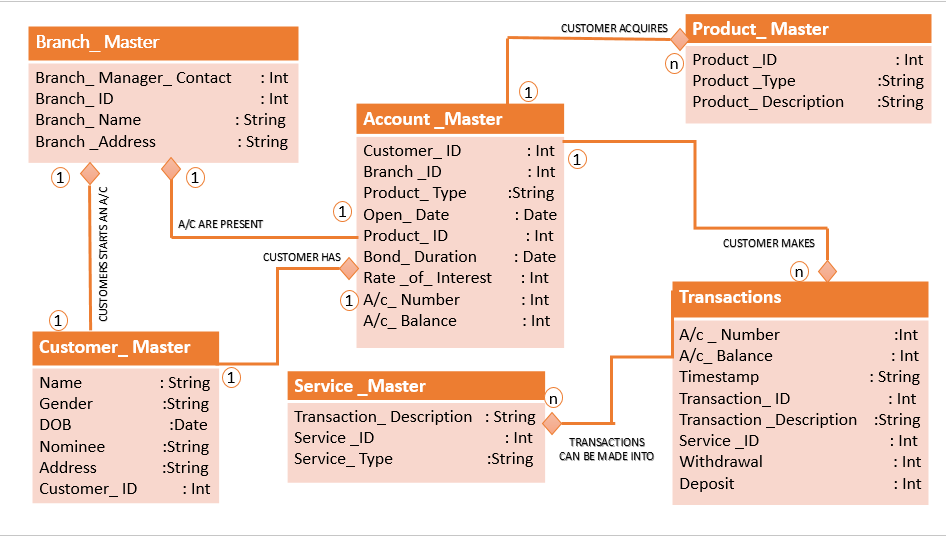 Branch_ Master
Branch_ Manager_ Contact : Int
Branch_ ID : Int
Branch_ Name : String
Branch _Address : String
1
1
CUSTOMERS STARTS AN A/C
A/C ARE PRESENT
1
CUSTOMER ACQUIRES
n
1
Product_ Master
Product _ID : Int
Product _Type :String
Product_ Description :String
Account _Master
Customer_ ID : Int
Branch _ID : Int
Product_ Type :String
Open_ Date : Date
Product_ ID : Int
Bond_ Duration : Date
Rate _of_ Interest : Int
A/c_ Number : Int
A/c_ Balance : Int
1
1
CUSTOMER HAS
1
CUSTOMER MAKES
n
1
Customer_ Master
Name : String
Gender :String
DOB :Date
Nominee :String
Address :String
Customer_ ID : Int
Service _Master
Transaction_ Description : String
Service _ID : Int
Service_ Type :String
n
TRANSACTIONS
CAN BE MADE INTO
Transactions
A/c _ Number :Int
A/c_ Balance : Int
Timestamp : String
Transaction_ ID : Int
Transaction _Description :String
Service _ID : Int
Withdrawal : Int
Deposit : Int